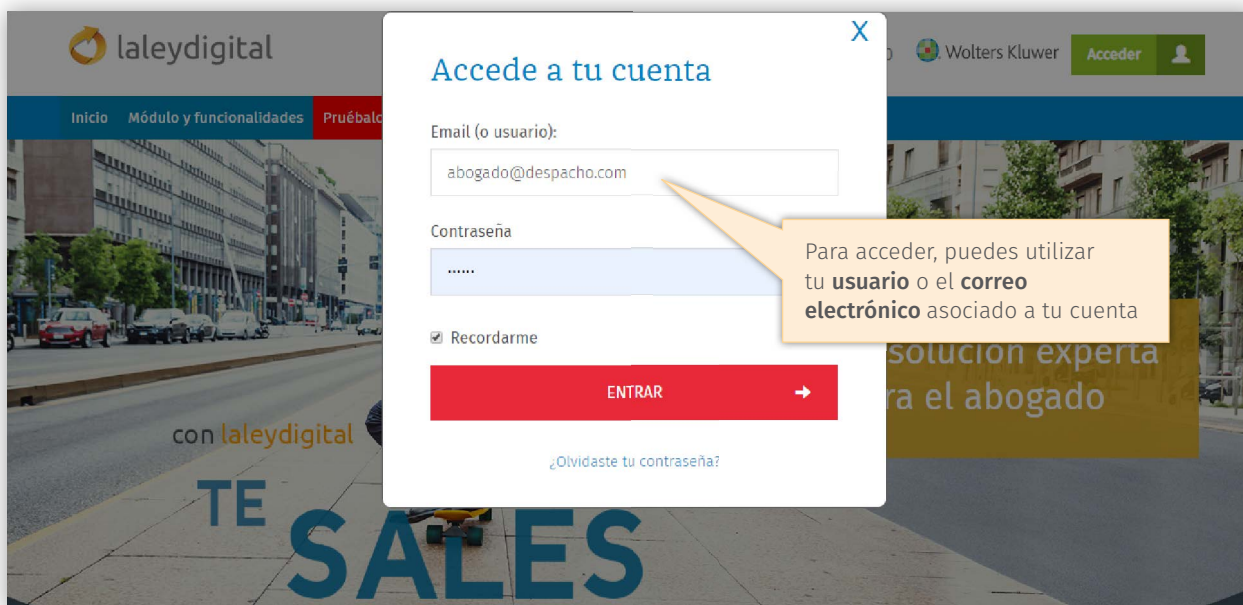 laleydigital
Wolters Kluwer
Acceder
Inicio
Módulo y funcionalidades
X
Accede a tu cuenta
Email (o usuario):
abogado@despacho.com
Contraseña
......
Recordarme
ENTRAR
¿Olvidaste tu contraseña?
Para acceder, puedes utilizar
tu usuario o el correo
electrónico asociado a tu cuenta
solución experta
el abogado
con laleydigital
TE
SALES